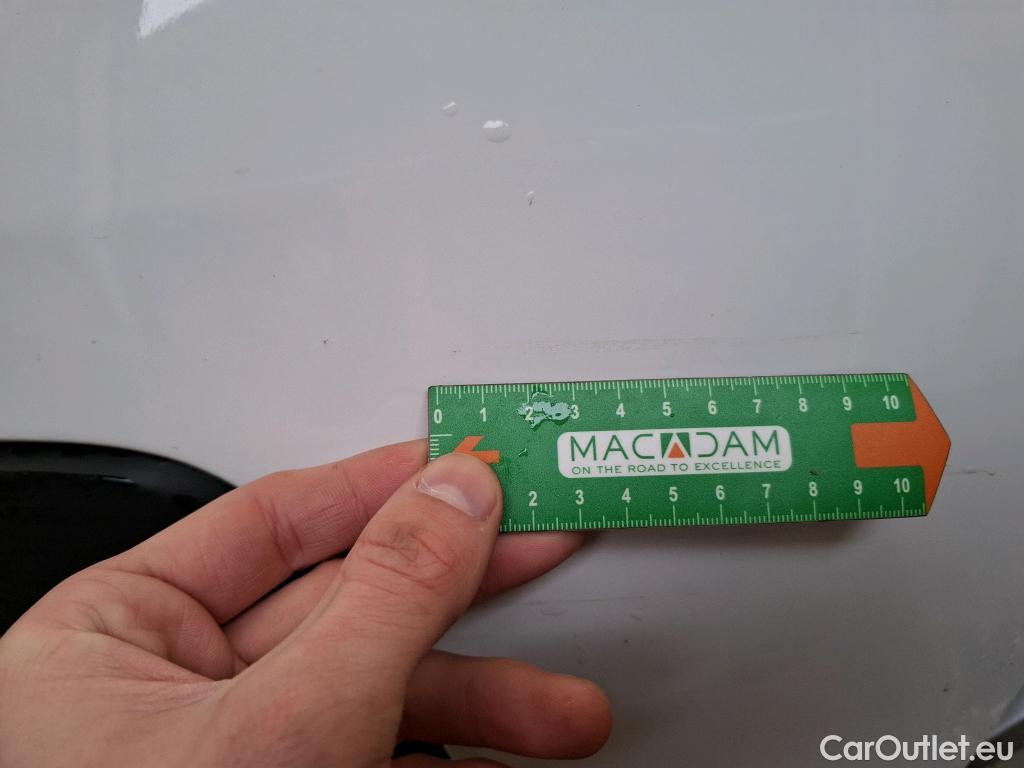 0 1 2 3 4 5 6 7 8 9 10
MACADAM
ON THE ROAD TO EXCELLENCE
2 3 4 5 6 7 8 9 10
CarOutlet.eu